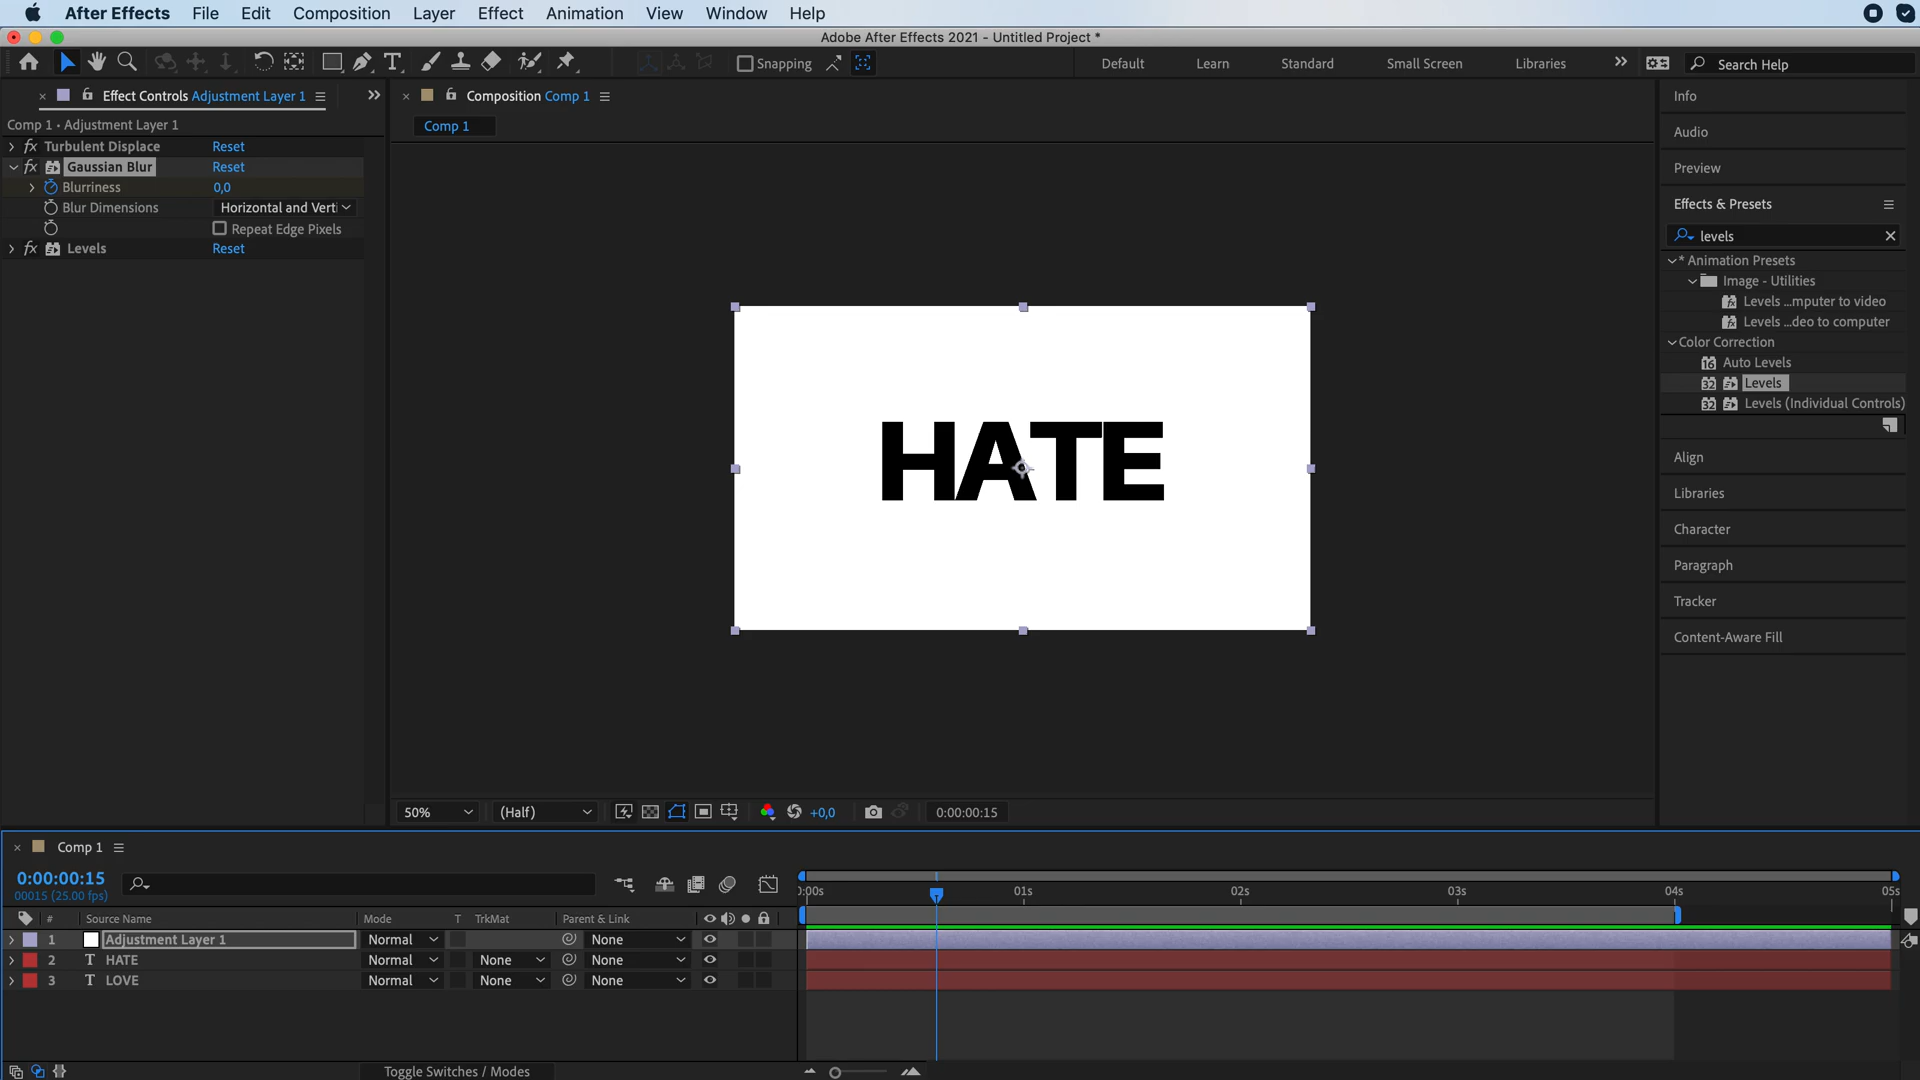 After Effects File Edit Composition Layer Effect Animation View Window Help
Adobe After Effects 2021 - Untitled Project *
Snapping Default Learn Standard Small Screen Libraries Search Help
Effect Controls Adjustment Layer 1
Comp 1 • Adjustment Layer 1
fx Turbulent Displace Reset
fx Gaussian Blur Reset
Blurriness 0,0
Blur Dimensions Horizontal and Verti
Repeat Edge Pixels
fx Levels Reset
Composition Comp 1
Comp 1
HATE
50% (Half) +0,0 0:00:00:15
Info
Audio
Preview
Effects & Presets
levels
* Animation Presets
Image - Utilities
Levels ...mputer to video
Levels ...deo to computer
Color Correction
16 Auto Levels
32 Levels
32 Levels (Individual Controls)
Align
Libraries
Character
Paragraph
Tracker
Content-Aware Fill
Comp 1
0:00:00:15
00015 (25.00 fps)
):00s 01s 02s 03s 04s 05s
# Source Name Mode T TrkMat Parent & Link
1 Adjustment Layer 1 Normal None
2 T HATE Normal None None
3 T LOVE Normal None None
Toggle Switches / Modes